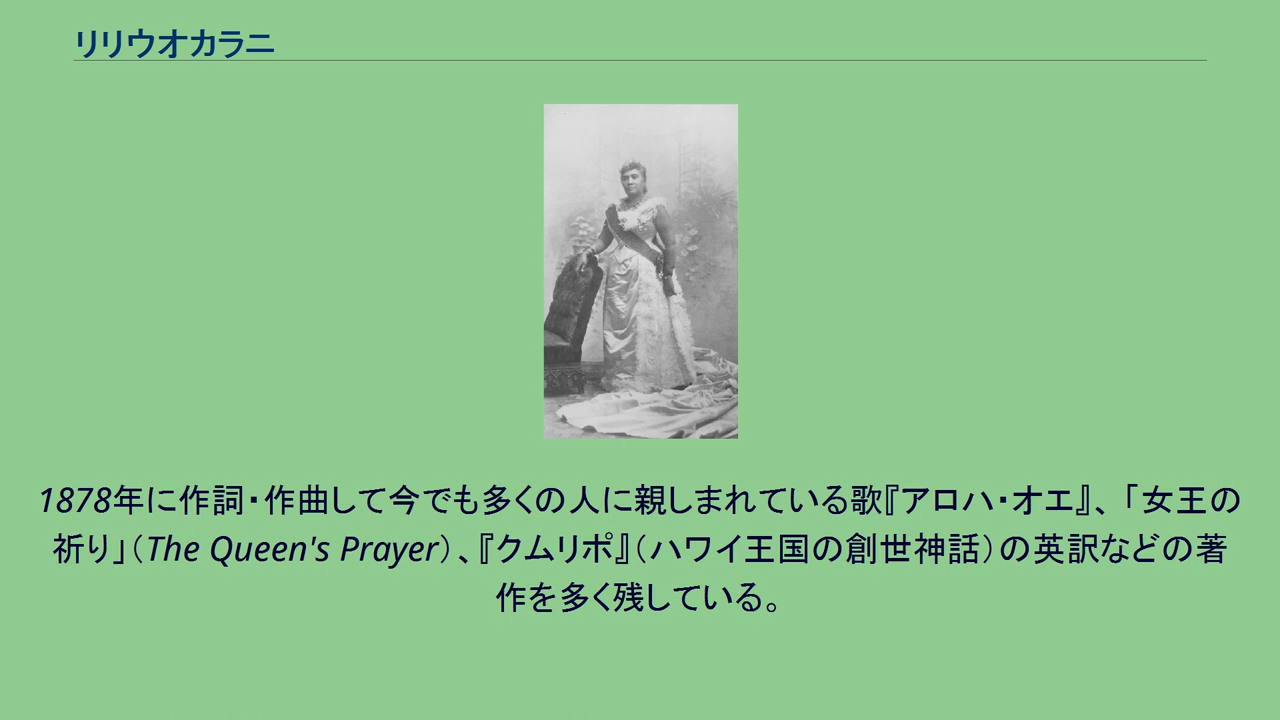 リリウオカラニ
1878年に作詞・作曲して今でも多くの人に親しまれている歌『アロハ・オエ』、「女王の
祈り」（The Queen's Prayer）、『クムリポ』（ハワイ王国の創世神話）の英訳などの著
作を多く残している。